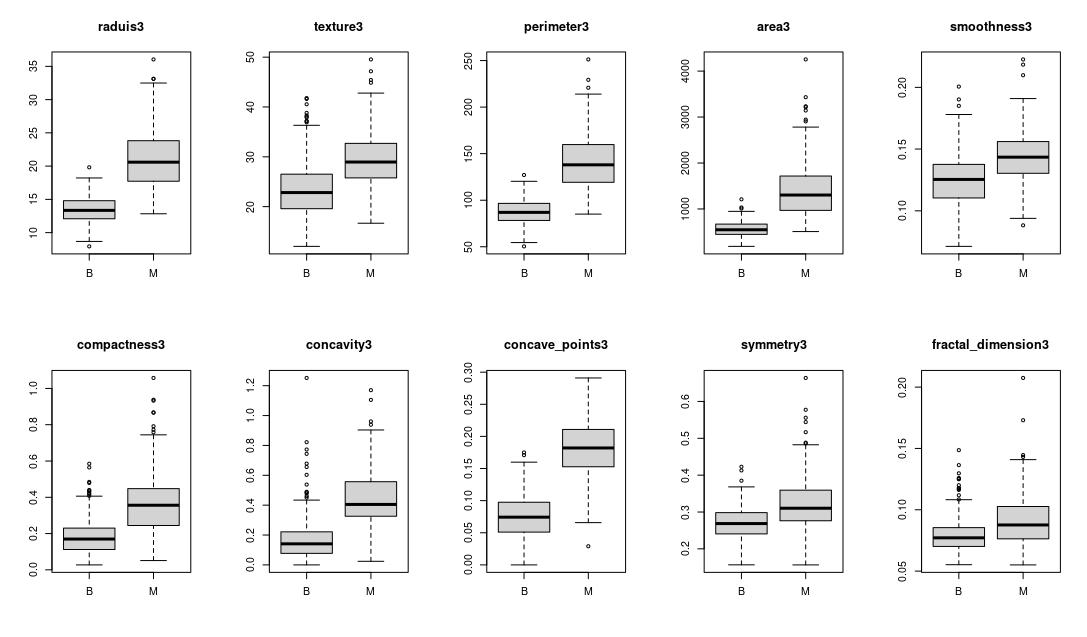 raduis3
35
30
25
20
15
10
B M
texture3
50
40
30
20
B M
perimeter3
250
200
150
100
50
B M
area3
4000
3000
2000
1000
B M
smoothness3
0.20
0.15
0.10
B M
compactness3
1.0
0.8
0.6
0.4
0.2
0.0
B M
concavity3
1.2
1.0
0.8
0.6
0.4
0.2
0.0
B M
concave_points3
0.30
0.25
0.20
0.15
0.10
0.05
0.00
B M
symmetry3
0.6
0.5
0.4
0.3
0.2
B M
fractal_dimension3
0.20
0.15
0.10
0.05
B M